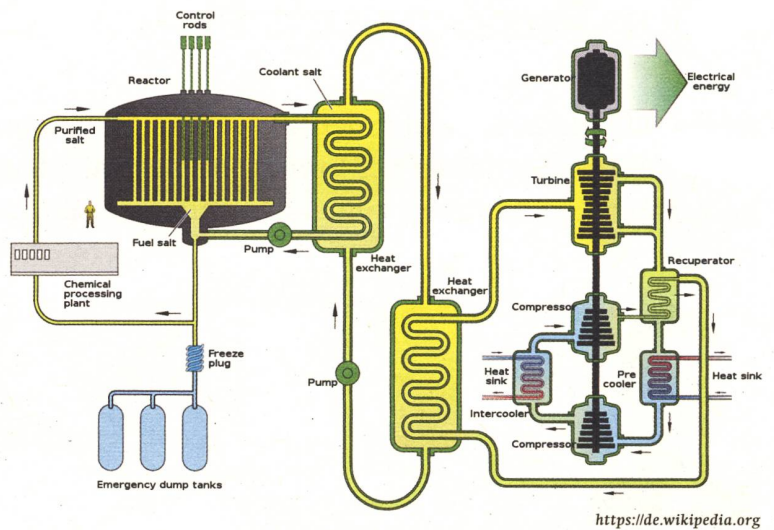 Control
rods
Reactor
Coolant salt
Generator
Electrical
energy
Purified
salt
Turbine
Fuel salt
Pump
Heat
exchanger
Recuperator
Chemical
processing
plant
Heat
exchanger
Compressor
Freeze
plug
Pump
Heat
sink
Pre
cooler
Heat sink
Intercooler
Compressor
Emergency dump tanks
https://de.wikipedia.org